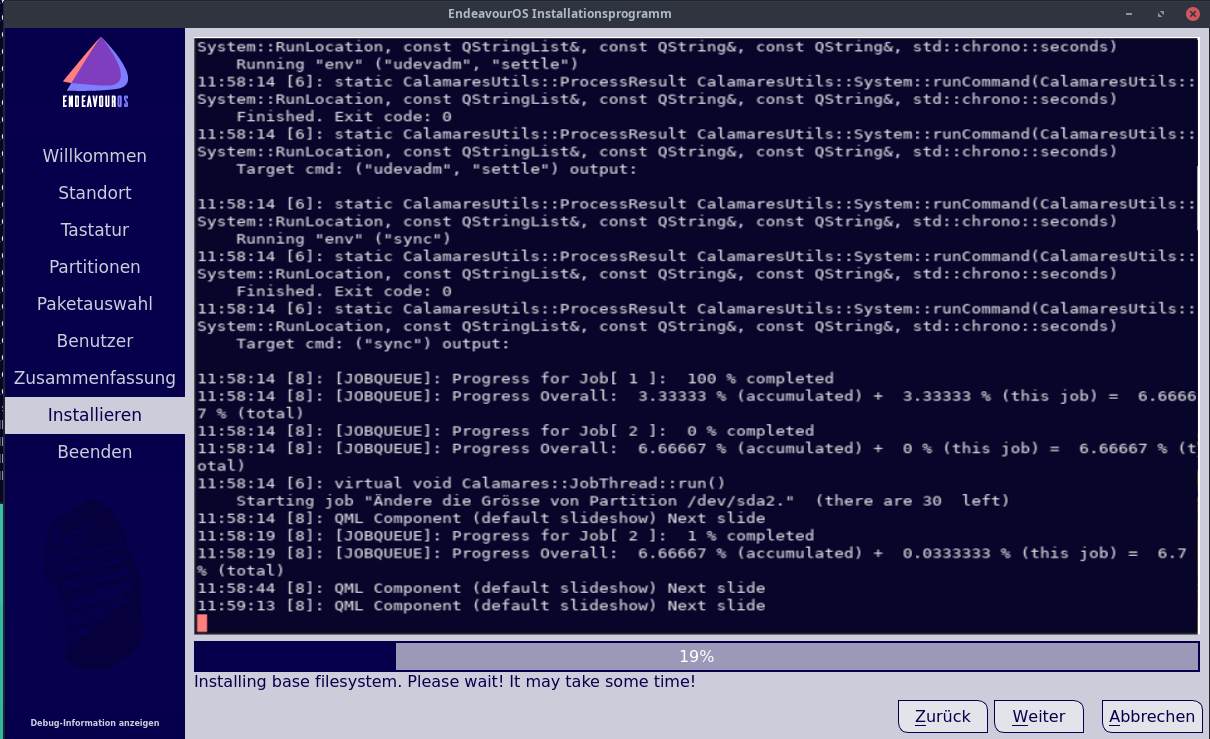 EndeavourOS Installationsprogramm
ENDEAVOUROS
Willkommen
Standort
Tastatur
Partitionen
Paketauswahl
Benutzer
Zusammenfassung
Installieren
Beenden
Debug-Information anzeigen
System::RunLocation, const QStringList&, const QString&, const QString&, std::chrono::seconds)
    Running "env" ("udevadm", "settle")
11:58:14 [6]: static CalamaresUtils::ProcessResult CalamaresUtils::System::runCommand(CalamaresUtils::
System::RunLocation, const QStringList&, const QString&, const QString&, std::chrono::seconds)
    Finished. Exit code: 0
11:58:14 [6]: static CalamaresUtils::ProcessResult CalamaresUtils::System::runCommand(CalamaresUtils::
System::RunLocation, const QStringList&, const QString&, const QString&, std::chrono::seconds)
    Target cmd: ("udevadm", "settle") output:
11:58:14 [6]: static CalamaresUtils::ProcessResult CalamaresUtils::System::runCommand(CalamaresUtils::
System::RunLocation, const QStringList&, const QString&, const QString&, std::chrono::seconds)
    Running "env" ("sync")
11:58:14 [6]: static CalamaresUtils::ProcessResult CalamaresUtils::System::runCommand(CalamaresUtils::
System::RunLocation, const QStringList&, const QString&, const QString&, std::chrono::seconds)
    Finished. Exit code: 0
11:58:14 [6]: static CalamaresUtils::ProcessResult CalamaresUtils::System::runCommand(CalamaresUtils::
System::RunLocation, const QStringList&, const QString&, const QString&, std::chrono::seconds)
    Target cmd: ("sync") output:
11:58:14 [8]: [JOBQUEUE]: Progress for Job[ 1 ]:  100 % completed
11:58:14 [8]: [JOBQUEUE]: Progress Overall:  3.33333 % (accumulated) +  3.33333 % (this job) =  6.6666
7 % (total)
11:58:14 [8]: [JOBQUEUE]: Progress for Job[ 2 ]:  0 % completed
11:58:14 [8]: [JOBQUEUE]: Progress Overall:  6.66667 % (accumulated) +  0 % (this job) =  6.66667 % (t
otal)
11:58:14 [6]: virtual void Calamares::JobThread::run()
    Starting job "Ändere die Grösse von Partition /dev/sda2."  (there are 30  left)
11:58:14 [8]: QML Component (default slideshow) Next slide
11:58:19 [8]: [JOBQUEUE]: Progress for Job[ 2 ]:  1 % completed
11:58:19 [8]: [JOBQUEUE]: Progress Overall:  6.66667 % (accumulated) +  0.0333333 % (this job) =  6.7
% (total)
11:58:44 [8]: QML Component (default slideshow) Next slide
11:59:13 [8]: QML Component (default slideshow) Next slide
19%
Installing base filesystem. Please wait! It may take some time!
Zurück
Weiter
Abbrechen